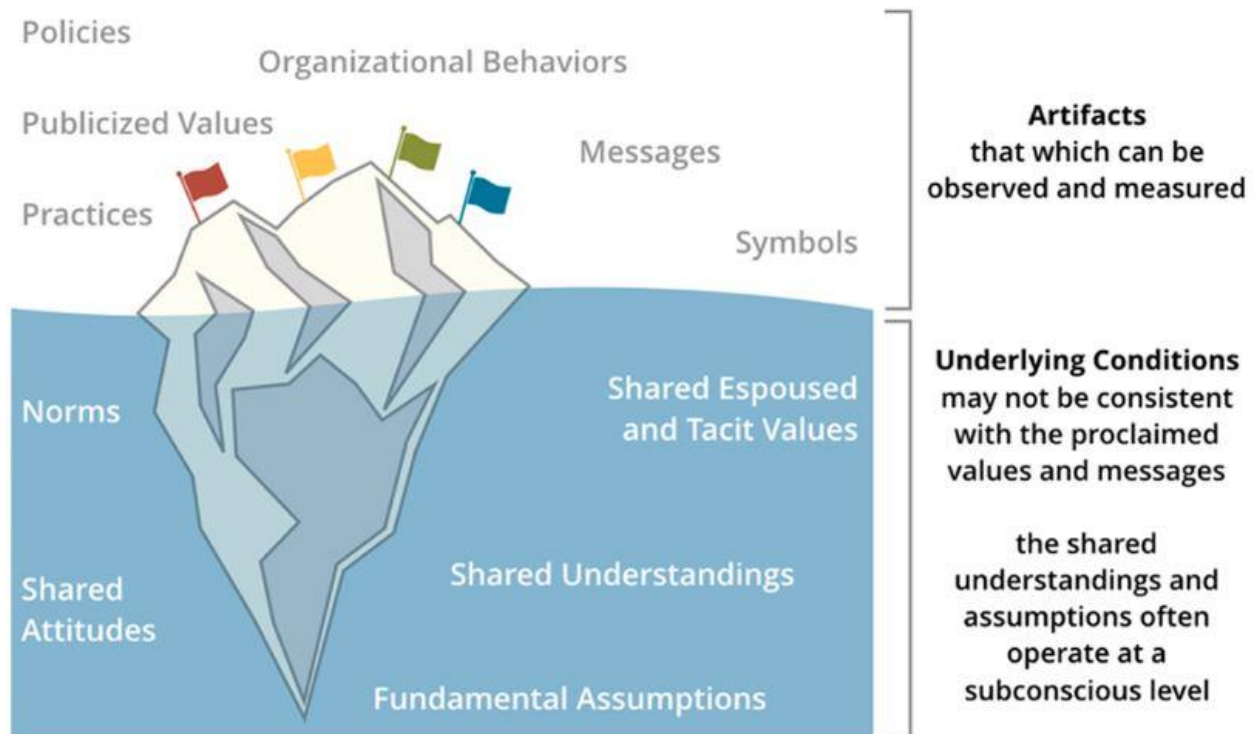 Policies
Organizational Behaviors
Publicized Values
Messages
Practices
Symbols
Artifacts
that which can be
observed and measured
Norms
Shared Espoused
and Tacit Values
Shared
Attitudes
Shared Understandings
Fundamental Assumptions
Underlying Conditions
may not be consistent
with the proclaimed
values and messages
the shared
understandings and
assumptions often
operate at a
subconscious level